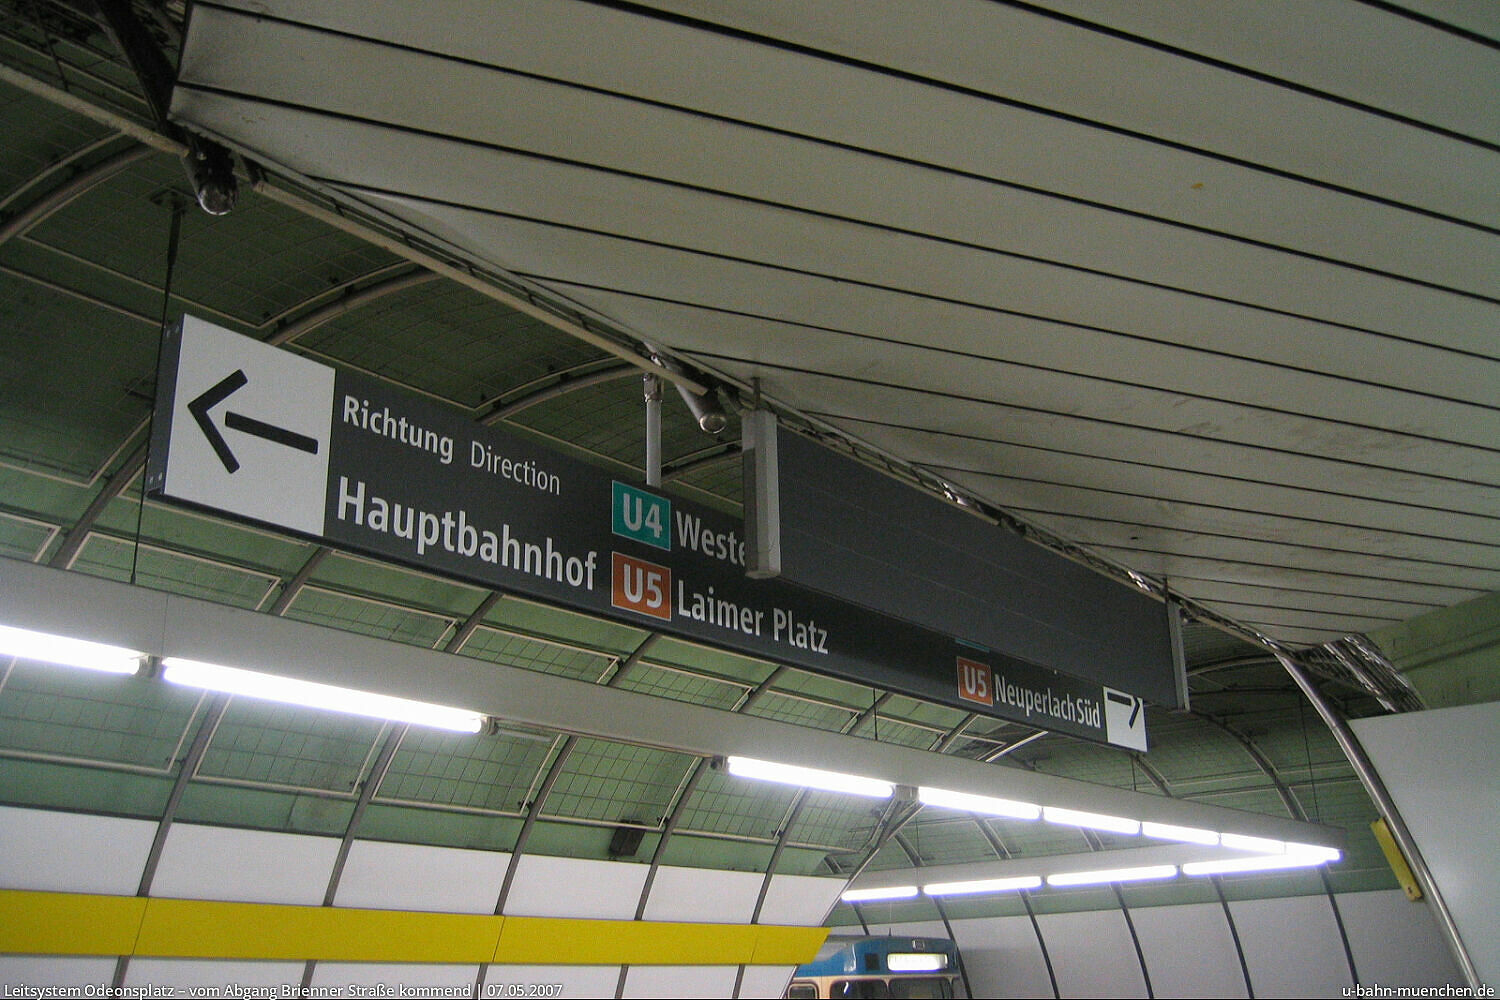 Richtung Direction
Hauptbahnhof
U4 Weste
U5 Laimer Platz
U5 Neuperlach Süd
Leitsystem Odeonsplatz – vom Abgang Brienner Straße kommend | 07.05.2007
u-bahn-muenchen.de